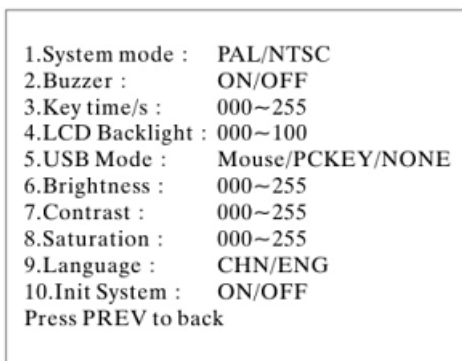 1.System mode : PAL/NTSC
2.Buzzer : ON/OFF
3.Key time/s : 000~255
4.LCD Backlight : 000~100
5.USB Mode : Mouse/PCKEY/NONE
6.Brightness : 000~255
7.Contrast : 000~255
8.Saturation : 000~255
9.Language : CHN/ENG
10.Init System : ON/OFF
Press PREV to back